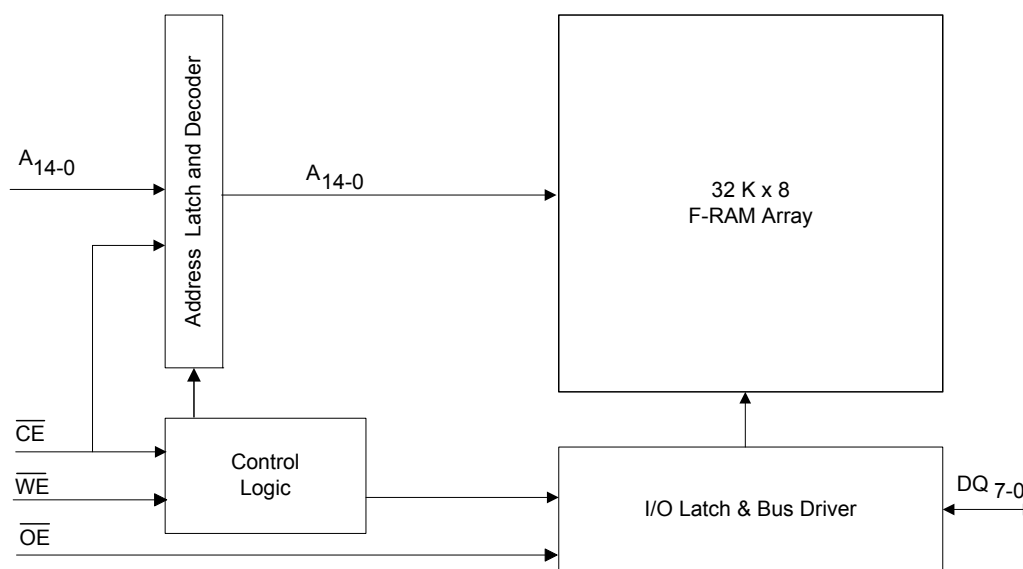 Address Latch and Decoder
A14-0
A14-0
32 K x 8
F-RAM Array
CE
WE
OE
Control
Logic
I/O Latch & Bus Driver
DQ 7-0